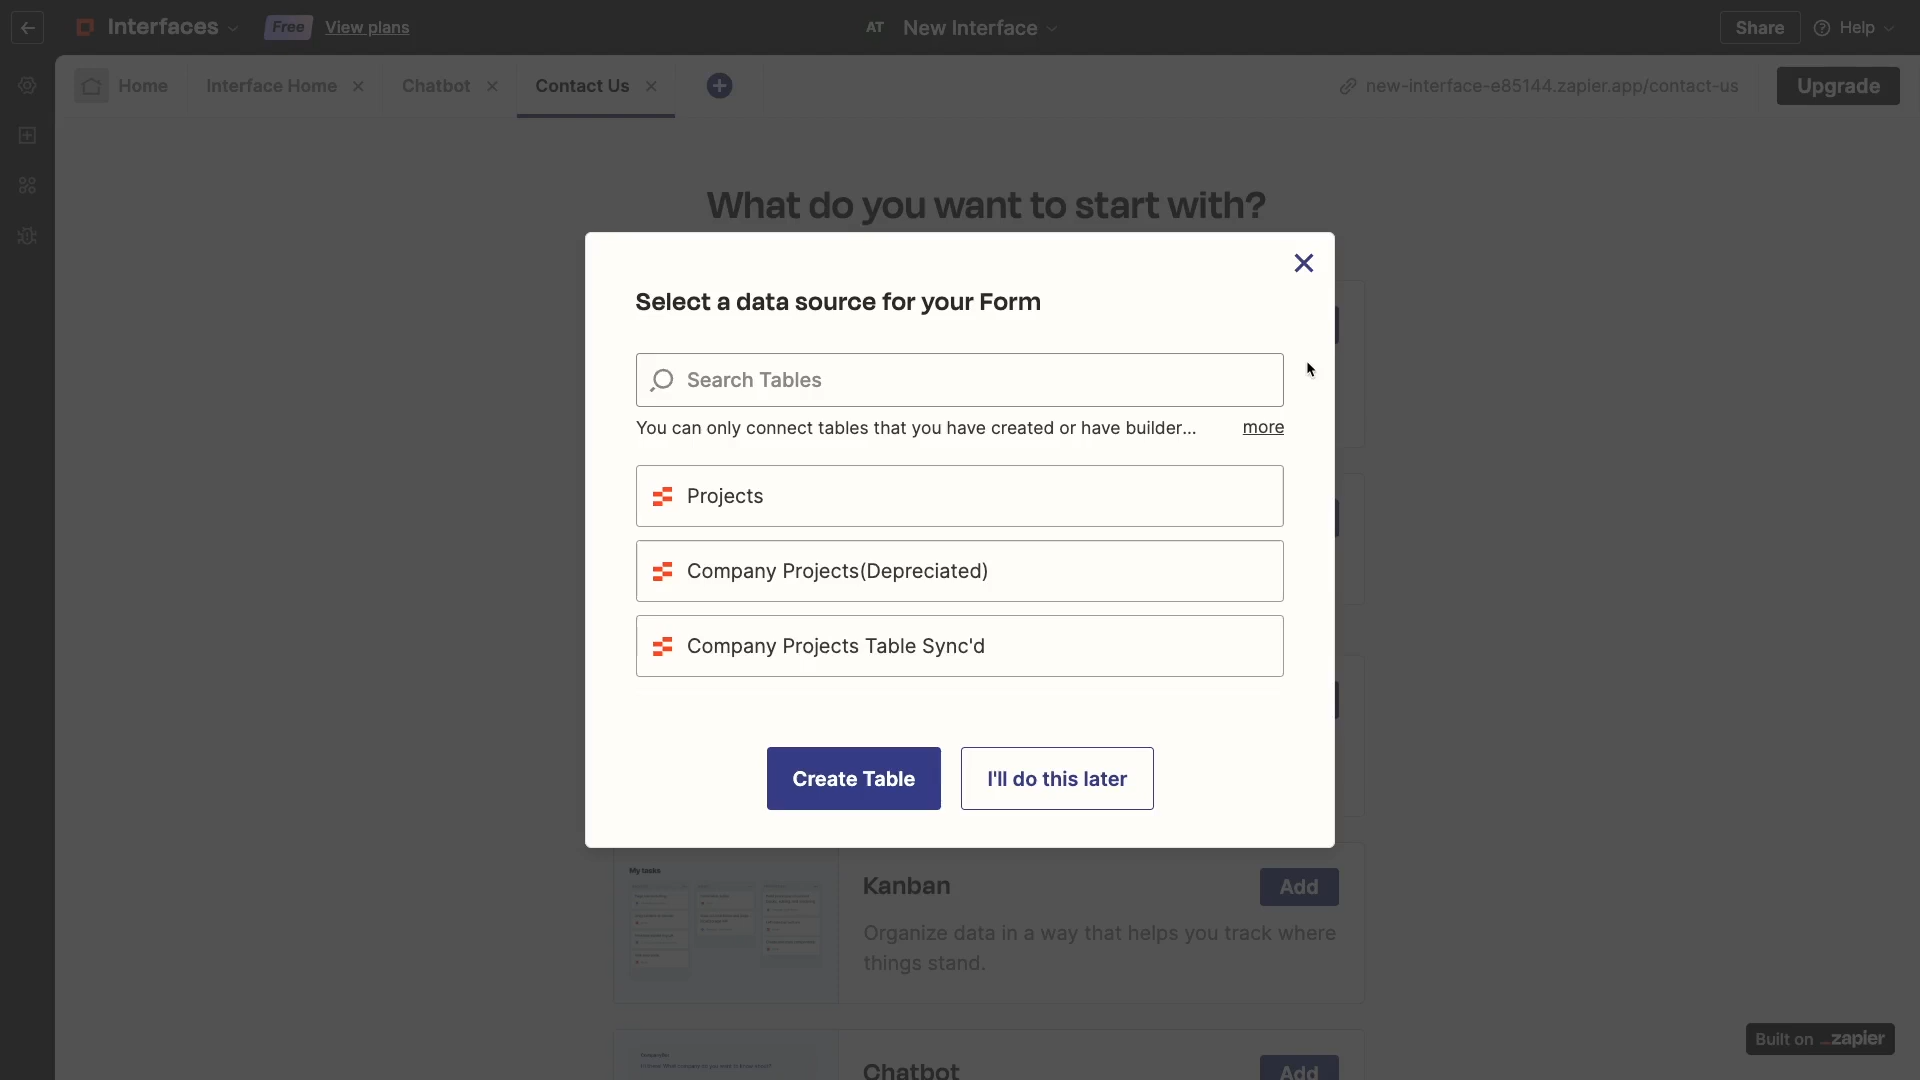 Interfaces
Free
View plans
AT
New Interface
Share
Help
Home
Interface Home
Chatbot
Contact Us
new-interface-e85144.zapier.app/contact-us
Upgrade
What do you want to start with?
Select a data source for your Form
Search Tables
You can only connect tables that you have created or have builder...
more
Projects
Company Projects(Depreciated)
Company Projects Table Sync'd
Create Table
I'll do this later
My tasks
Kanban
Add
Organize data in a way that helps you track where
things stand.
Chatbot
Add
Built on zapier